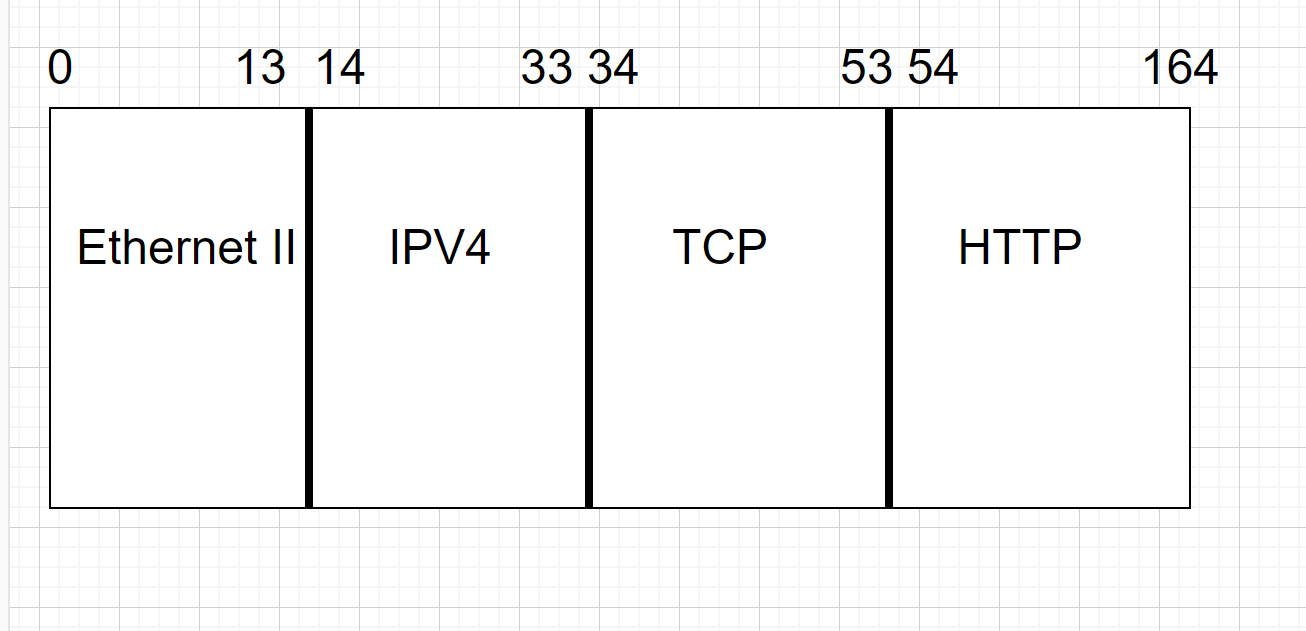 0 13 14 33 34 53 54 164
Ethernet II IPV4 TCP HTTP